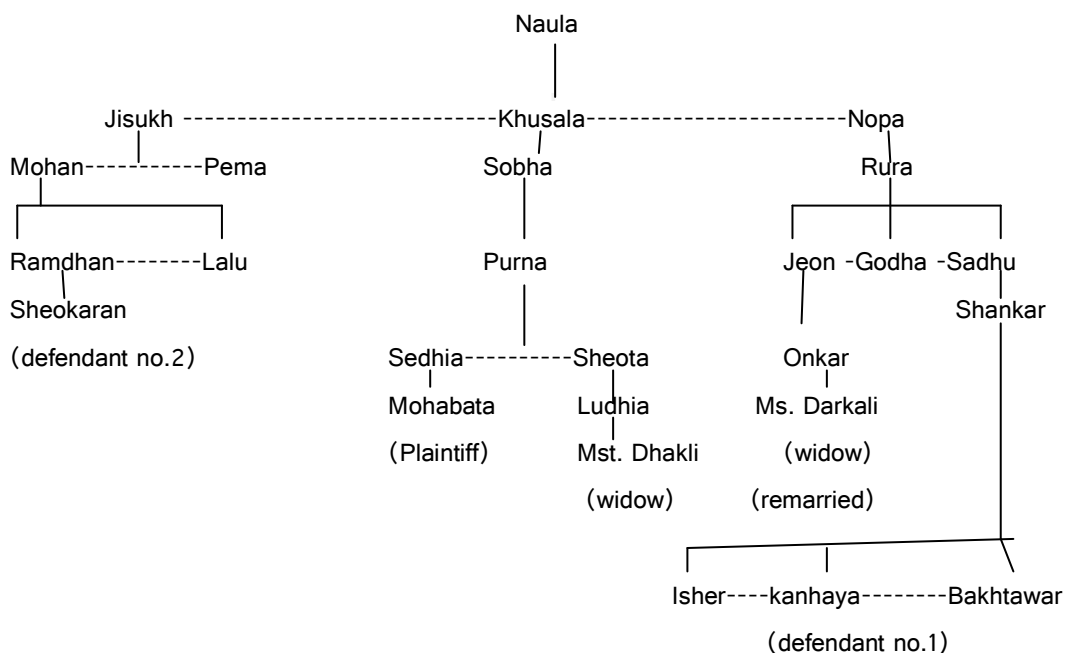 Naula
Jisukh Khusala Nopa
Mohan Pema Sobha Rura
Ramdhan Lalu Purna Jeon -Godha -Sadhu
Sheokaran Shankar
(defendant no.2) Sedhia Sheota Onkar
Mohabata Ludhia Ms. Darkali
(Plaintiff) Mst. Dhakli (widow)
(widow) (remarried)
Isher----kanhaya-------Bakhtawar
(defendant no.1)